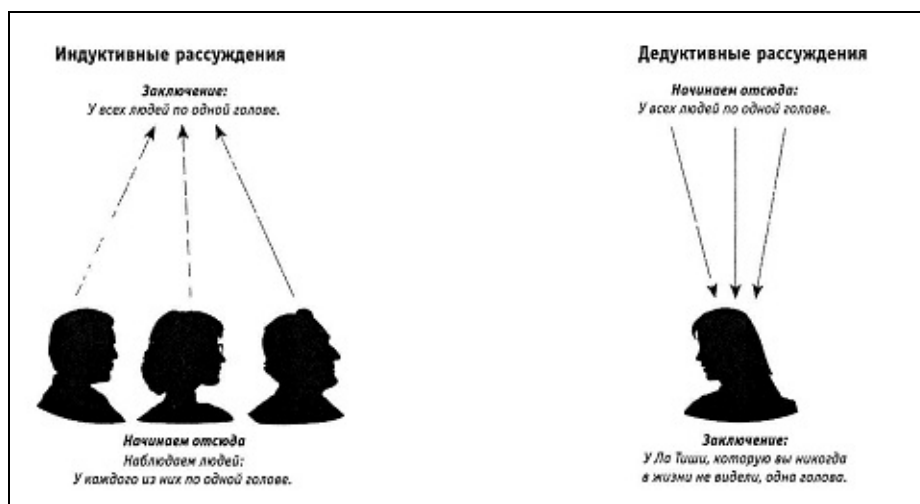 Индуктивные рассуждения
Заключение:
У всех людей по одной голове.
Начинаем отсюда
Наблюдаем людей:
У каждого из них по одной голове.
Дедуктивные рассуждения
Начинаем отсюда:
У всех людей по одной голове.
Заключение:
У Ла Тиши, которую вы никогда
в жизни не видели, одна голова.